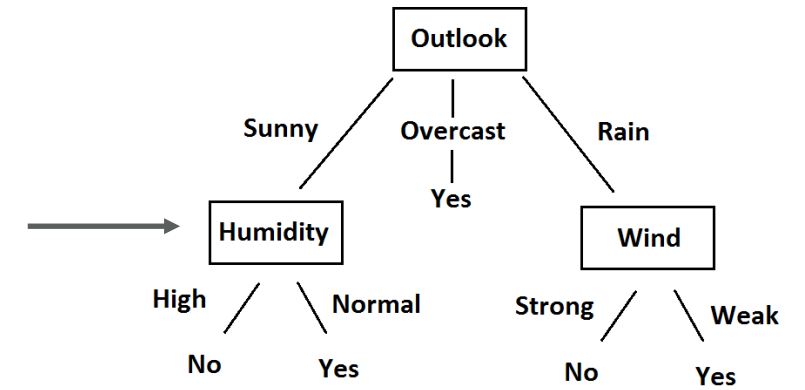 Outlook
Sunny
Overcast
Rain
Yes
Humidity
Wind
High
Normal
Strong
Weak
No
Yes
No
Yes